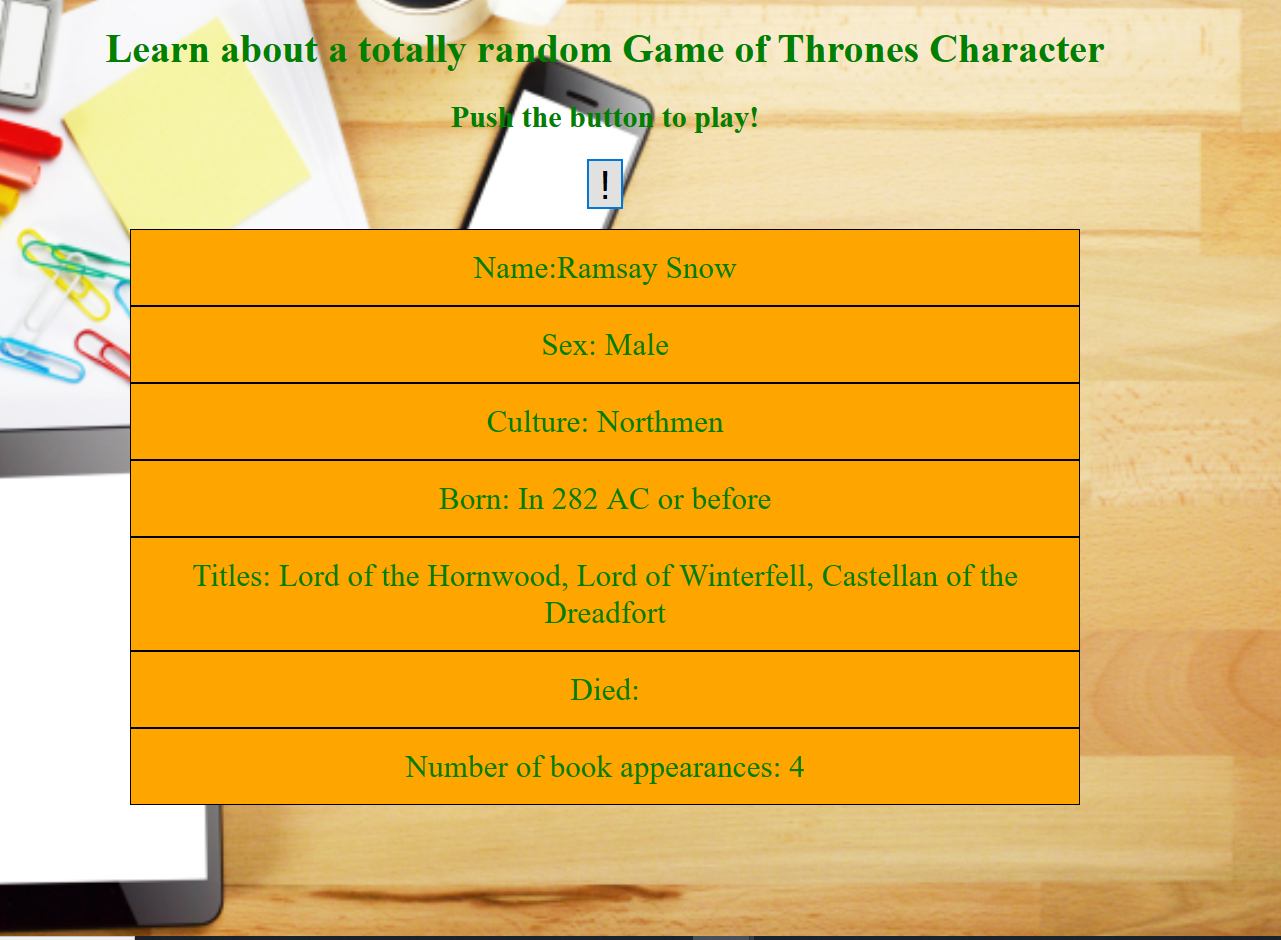 Learn about a totally random Game of Thrones Character
Push the button to play!
!
Name:Ramsay Snow
Sex: Male
Culture: Northmen
Born: In 282 AC or before
Titles: Lord of the Hornwood, Lord of Winterfell, Castellan of the
Dreadfort
Died:
Number of book appearances: 4